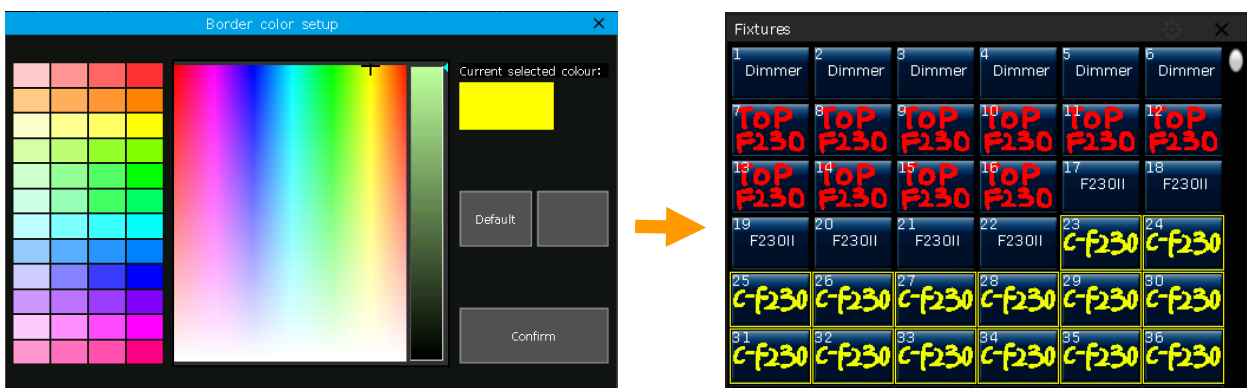 Border color setup
Current selected colour:
Default
Confirm
Fixtures
1 Dimmer 2 Dimmer 3 Dimmer 4 Dimmer 5 Dimmer 6 Dimmer
7 8 9 10 11 12
TOP TOP TOP TOP TOP TOP
F230 F230 F230 F230 F230 F230
13 14 15 16 17 18
TOP TOP TOP TOP F230II F230II
F230 F230 F230 F230
19 20 21 22 23 24
F230II F230II F230II F230II C-F230 C-F230
25 26 27 28 29 30
C-F230 C-F230 C-F230 C-F230 C-F230 C-F230
31 32 33 34 35 36
C-F230 C-F230 C-F230 C-F230 C-F230 C-F230